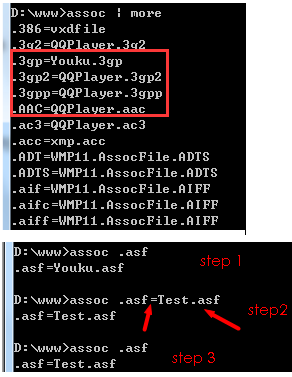 D:\www>assoc | more
.386=vxdfile
.3g2=QQPlayer.3g2
.3gp=Youku.3gp
.3gp2=QQPlayer.3gp2
.3gpp=QQPlayer.3gpp
.AAC=QQPlayer.aac
.ac3=QQPlayer.ac3
.acc=xmp.acc
.ADT=WMP11.AssocFile.ADTS
.ADTS=WMP11.AssocFile.ADTS
.aif=WMP11.AssocFile.AIFF
.aifc=WMP11.AssocFile.AIFF
.aiff=WMP11.AssocFile.AIFF
D:\www>assoc .asf
.asf=Youku.asf
step 1
D:\www>assoc .asf=Test.asf
.asf=Test.asf
step2
D:\www>assoc .asf
.asf=Test.asf
step 3